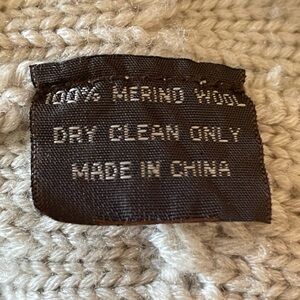 100% MERINO WOOL
DRY CLEAN ONLY
MADE IN CHINA